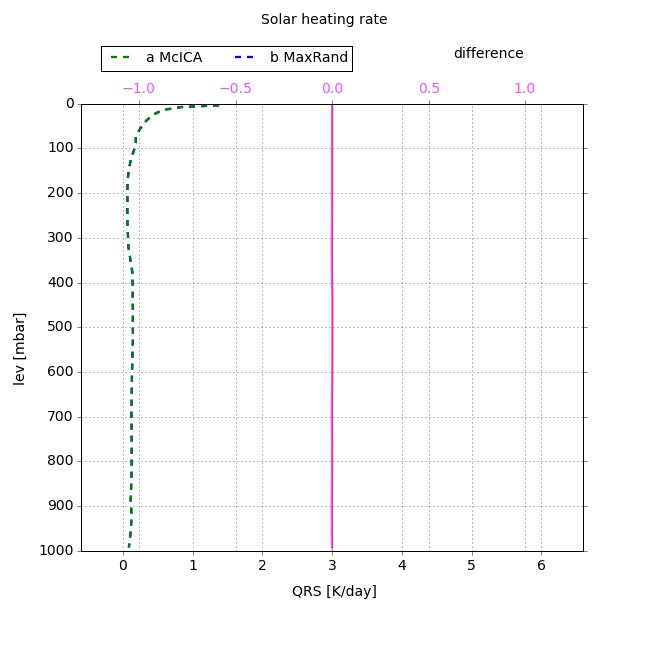 Solar heating rate
a McICA b MaxRand difference
−1.0 −0.5 0.0 0.5 1.0
0
100
200
300
400
500
600
700
800
900
1000
lev [mbar]
0 1 2 3 4 5 6
QRS [K/day]